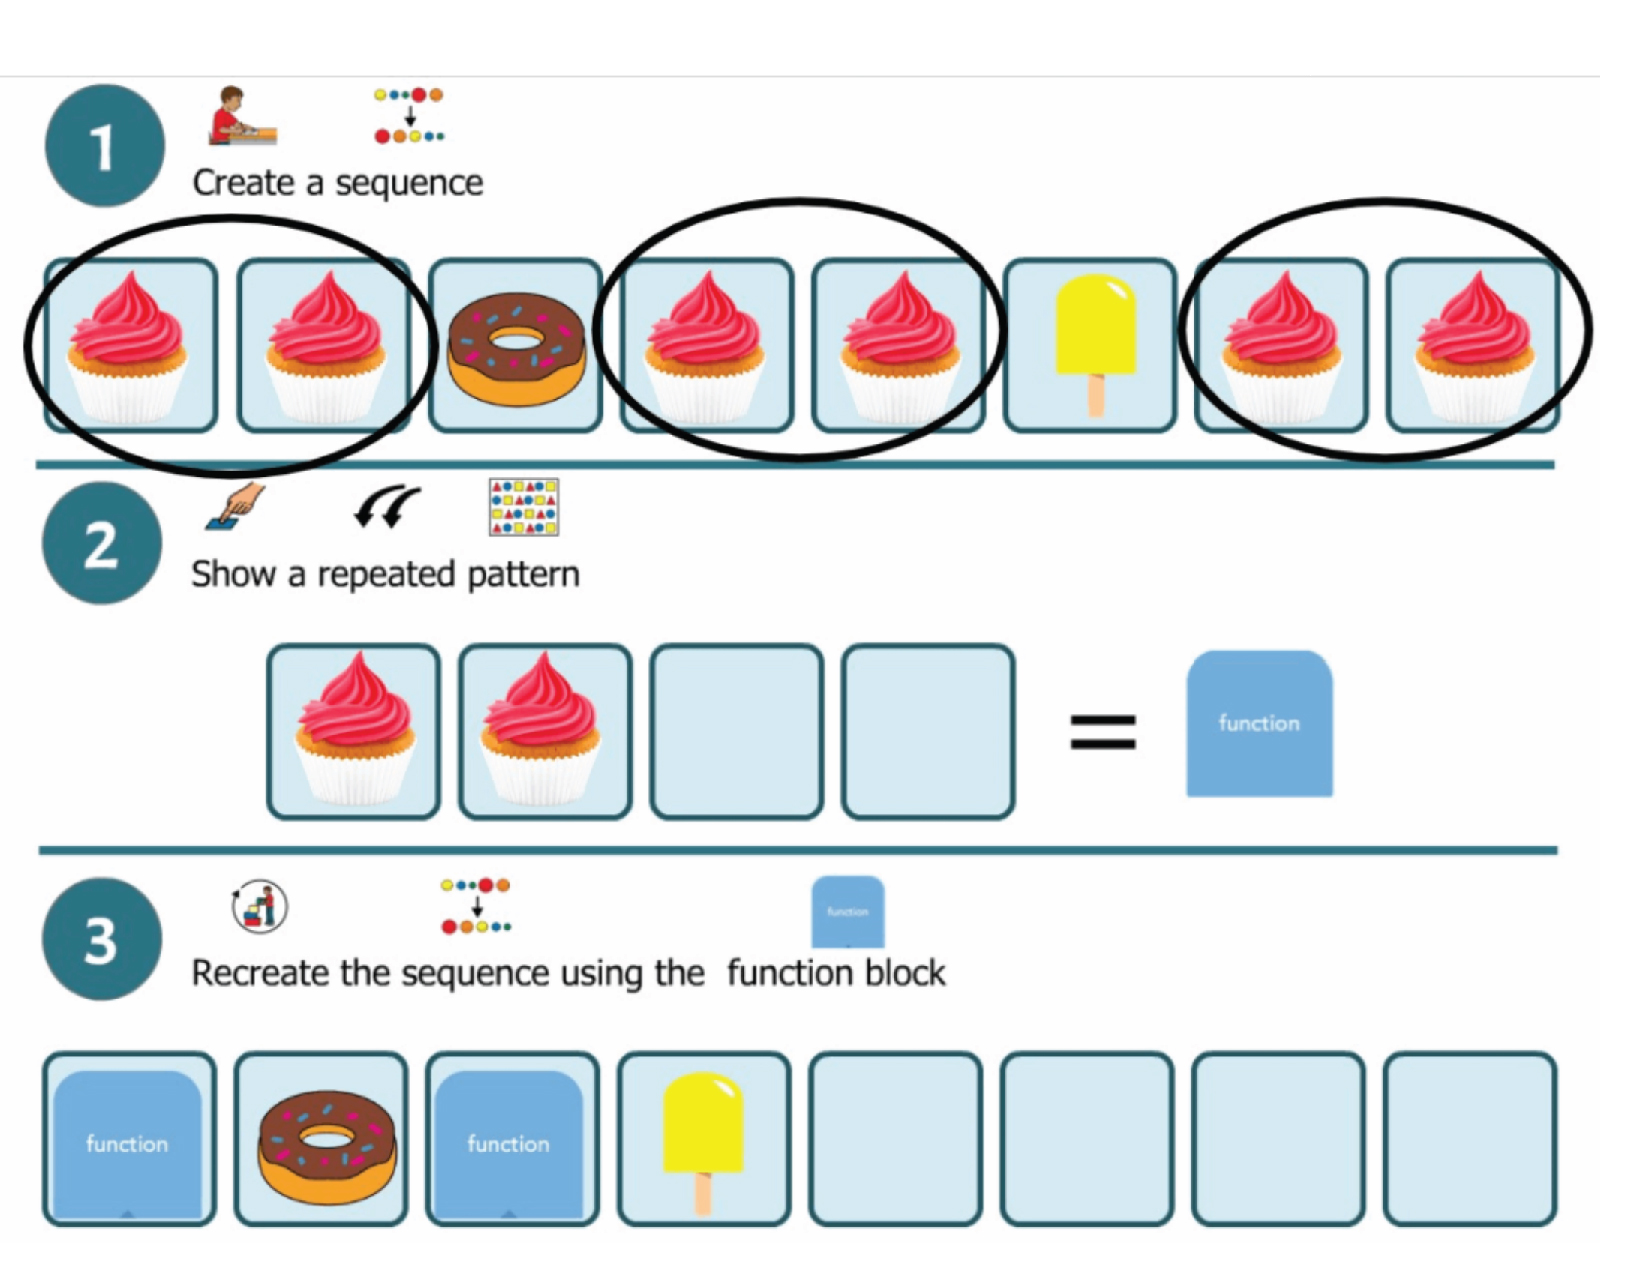 1
Create a sequence
2
Show a repeated pattern
=
function
3
function
Recreate the sequence using the function block
function
function